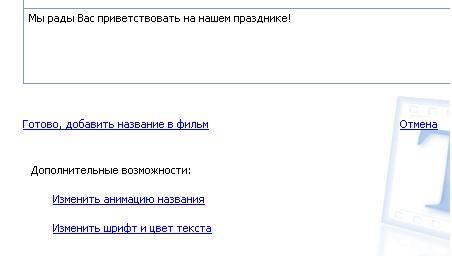 Мы рады Вас приветствовать на нашем празднике!
Готово, добавить название в фильм Отмена
Дополнительные возможности:
Изменить анимацию названия
Изменить шрифт и цвет текста